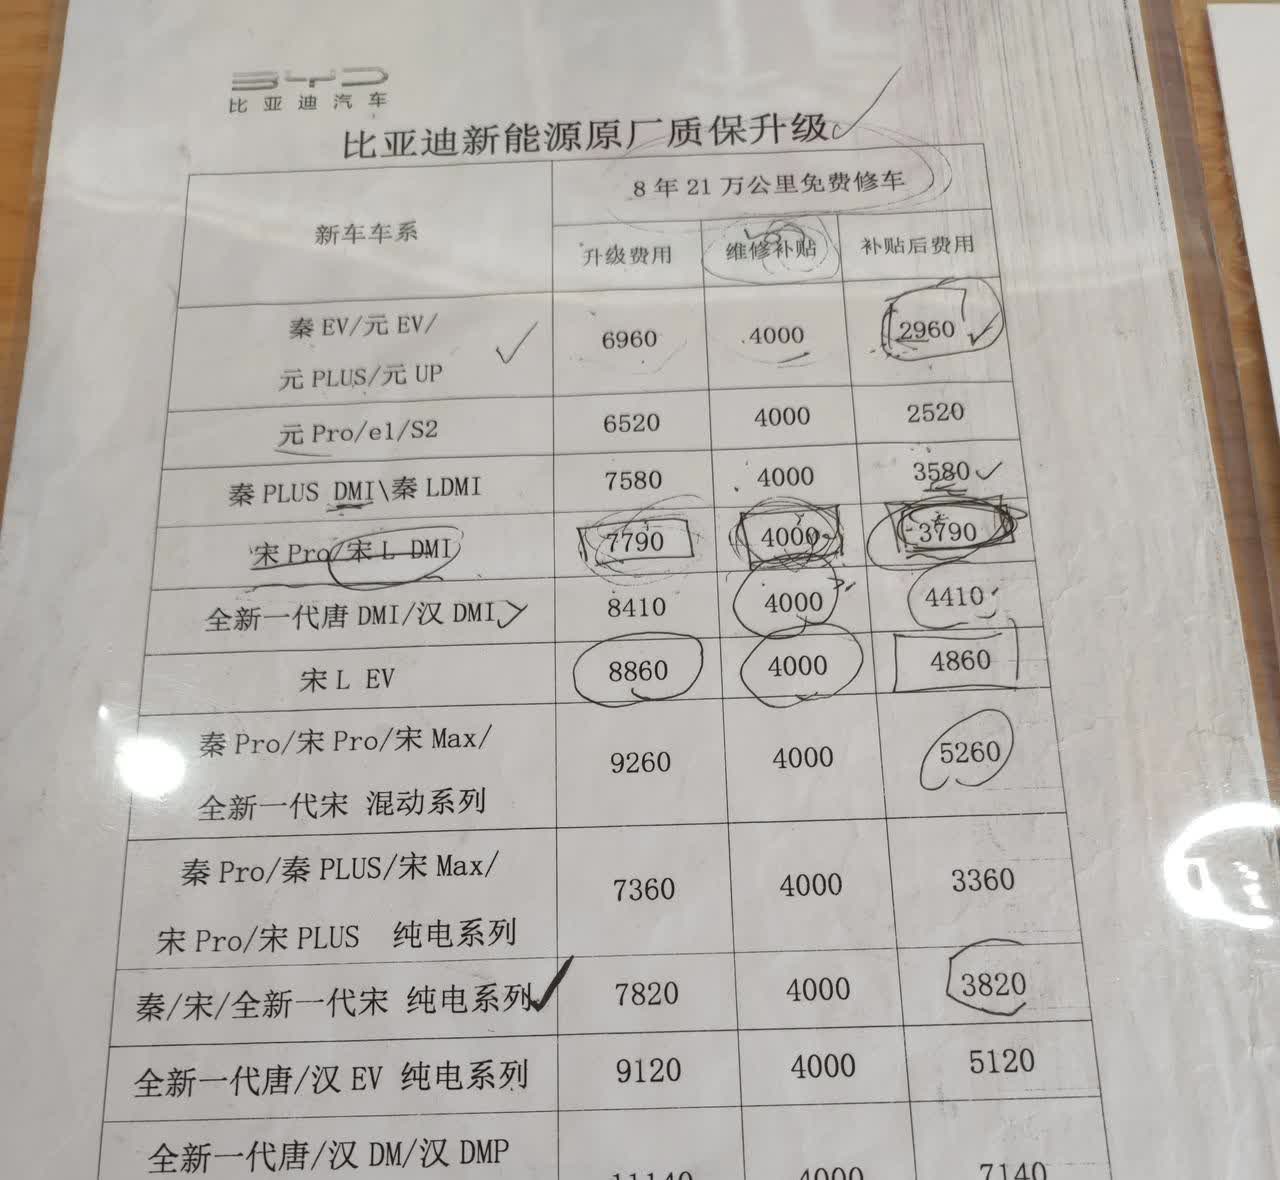 BYD
比亚迪汽车
比亚迪新能源原厂质保升级
新车车系
8年21万公里免费修车
升级费用 维修补贴 补贴后费用
秦EV/元EV/
元PLUS/元UP
6960 4000 2960
元Pro/e1/S2 6520 4000 2520
秦PLUS DMI\秦LDMI 7580 4000 3580
宋Pro/宋L DMI 7790 4000 3790
全新一代唐DMI/汉DMI 8410 4000 4410
宋L EV 8860 4000 4860
秦Pro/宋Pro/宋Max/
全新一代宋 混动系列
9260 4000 5260
秦Pro/秦PLUS/宋Max/
宋Pro/宋PLUS 纯电系列
7360 4000 3360
秦/宋/全新一代宋 纯电系列 7820 4000 3820
全新一代唐/汉EV 纯电系列 9120 4000 5120
全新一代唐/汉DM/汉DMP
11140 4000 7140